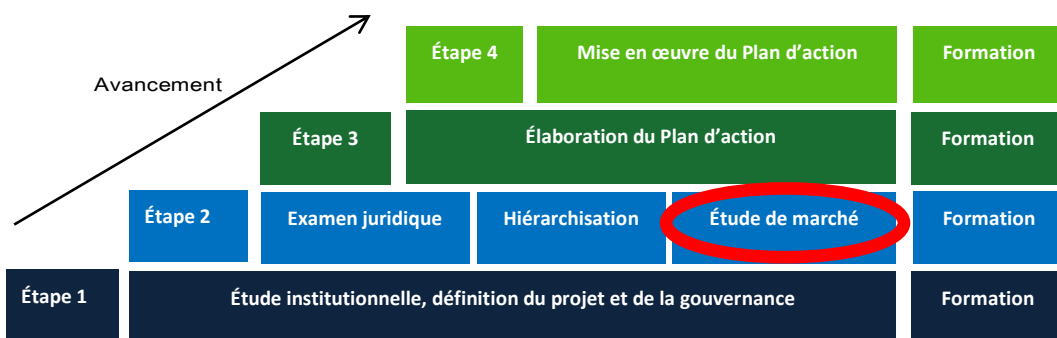 Avancement
Étape 4 Mise en œuvre du Plan d’action Formation
Étape 3 Élaboration du Plan d’action Formation
Étape 2 Examen juridique Hiérarchisation Étude de marché Formation
Étape 1 Étude institutionnelle, définition du projet et de la gouvernance Formation